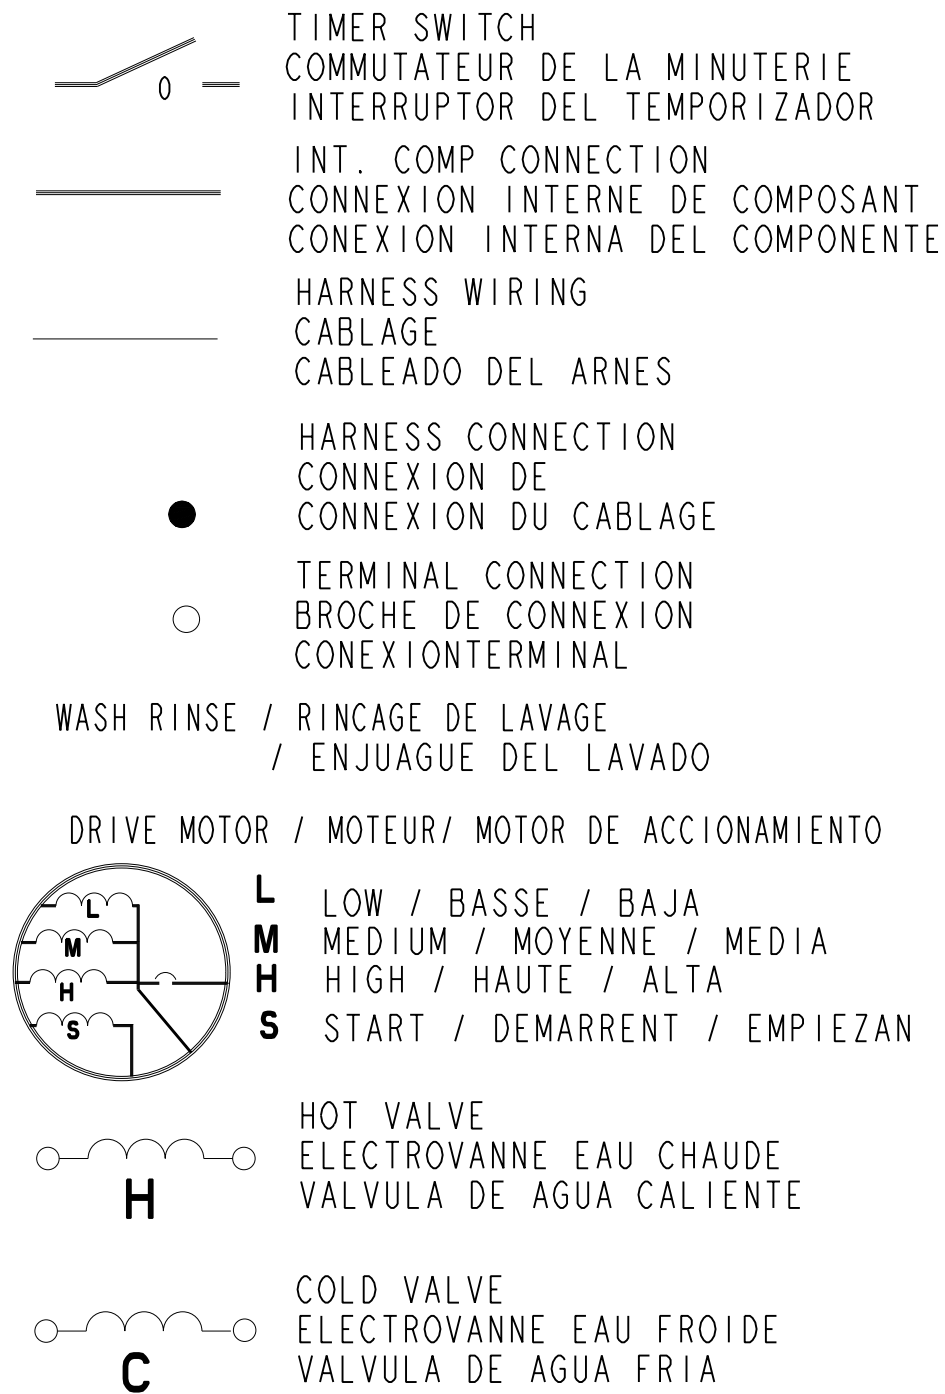 TIMER SWITCH
COMMUTATEUR DE LA MINUTERIE
0
INTERRUPTOR DEL TEMPORIZADOR
INT. COMP CONNECTION
CONNEXION INTERNE DE COMPOSANT
CONEXION INTERNA DEL COMPONENTE
HARNESS WIRING
CABLAGE
CABLEADO DEL ARNES
HARNESS CONNECTION
CONNEXION DE
CONNEXION DU CABLAGE
TERMINAL CONNECTION
BROCHE DE CONNEXION
CONEXIONTERMINAL
WASH RINSE / RINCAGE DE LAVAGE
/ ENJUAGUE DEL LAVADO
DRIVE MOTOR / MOTEUR/ MOTOR DE ACCIONAMIENTO
L
M
H
S
L LOW / BASSE / BAJA
M MEDIUM / MOYENNE / MEDIA
H HIGH / HAUTE / ALTA
S START / DEMARRENT / EMPIEZAN
HOT VALVE
ELECTROVANNE EAU CHAUDE
VALVULA DE AGUA CALIENTE
H
COLD VALVE
ELECTROVANNE EAU FROIDE
VALVULA DE AGUA FRIA
C